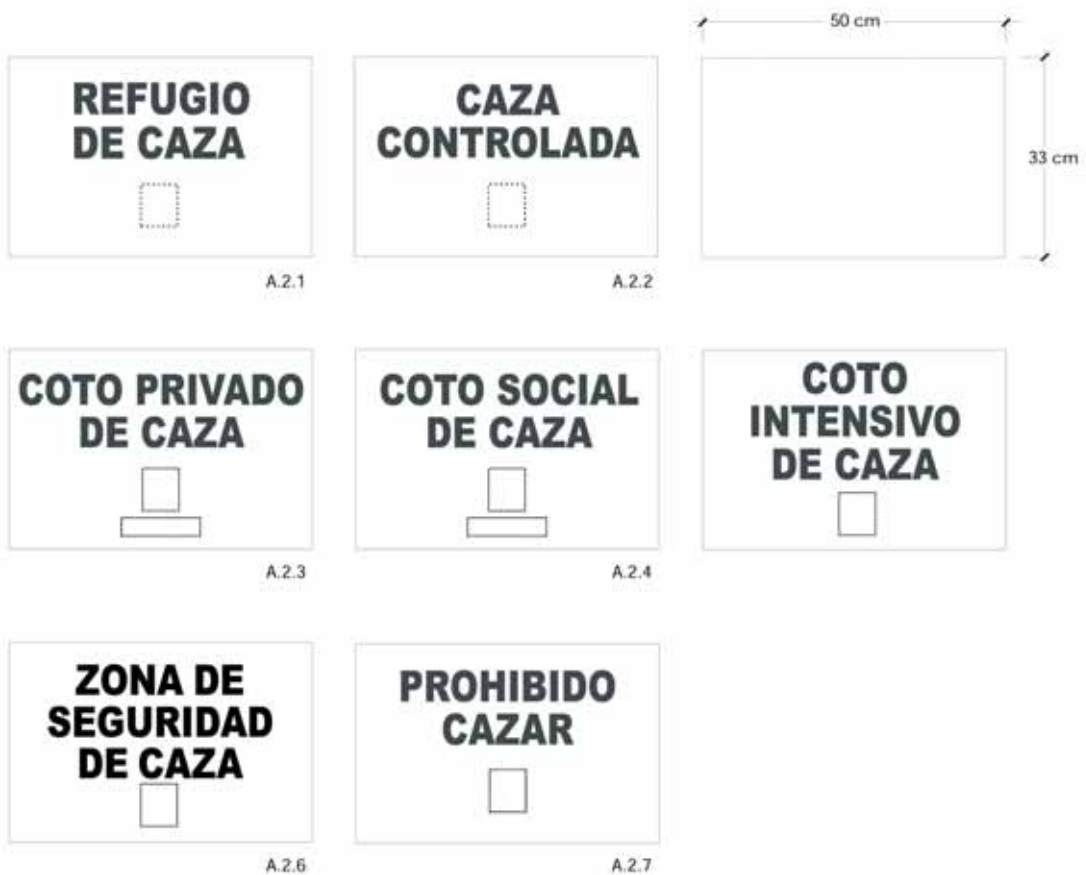 50 cm
REFUGIO
DE CAZA
A.2.1
CAZA
CONTROLADA
A.2.2
33 cm
COTO PRIVADO
DE CAZA
A.2.3
COTO SOCIAL
DE CAZA
A.2.4
COTO
INTENSIVO
DE CAZA
ZONA DE
SEGURIDAD
DE CAZA
A.2.6
PROHIBIDO
CAZAR
A.2.7